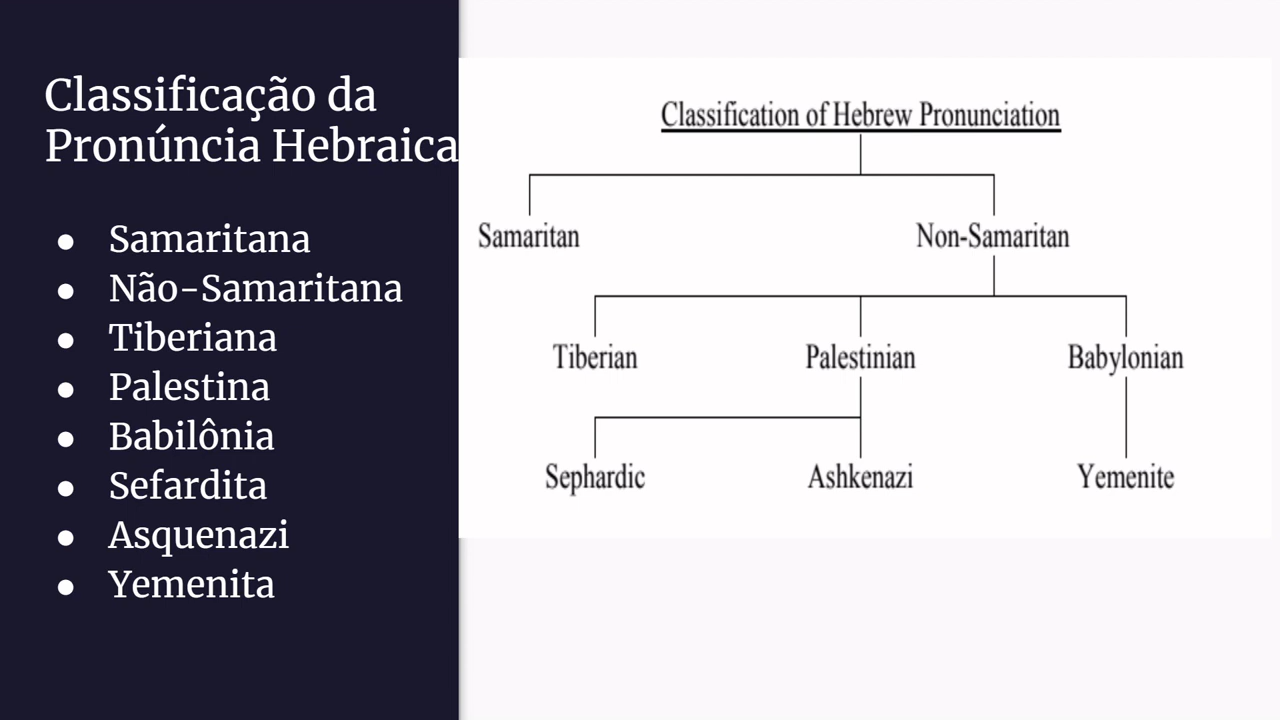 Classificação da
Pronúncia Hebraica
● Samaritana
● Não-Samaritana
● Tiberiana
● Palestina
● Babilônia
● Sefardita
● Asquenazi
● Yemenita
Classification of Hebrew Pronunciation
Samaritan Non-Samaritan
Tiberian Palestinian Babylonian
Sephardic Ashkenazi Yemenite